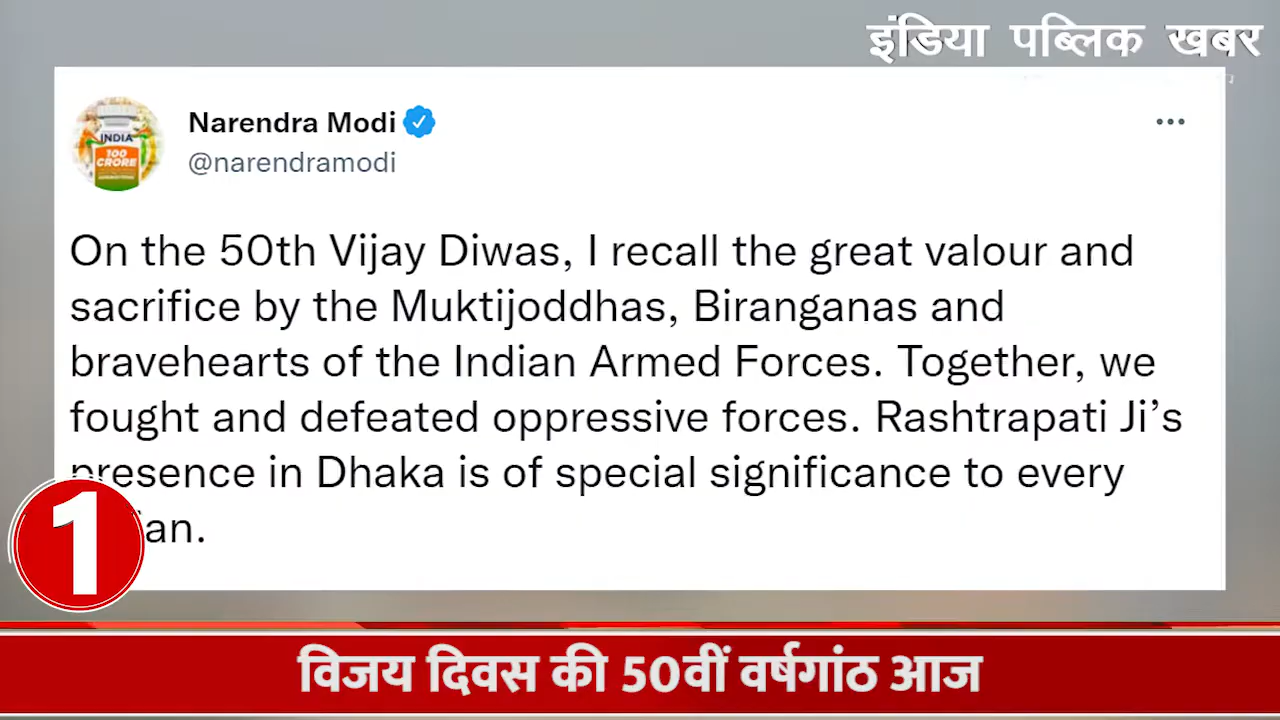 इंडिया पब्लिक खबर
INDIA
100
CRORE
Narendra Modi
@narendramodi
On the 50th Vijay Diwas, I recall the great valour and
sacrifice by the Muktijoddhas, Biranganas and
bravehearts of the Indian Armed Forces. Together, we
fought and defeated oppressive forces. Rashtrapati Ji’s
presence in Dhaka is of special significance to every
1
विजय दिवस की 50वीं वर्षगांठ आज